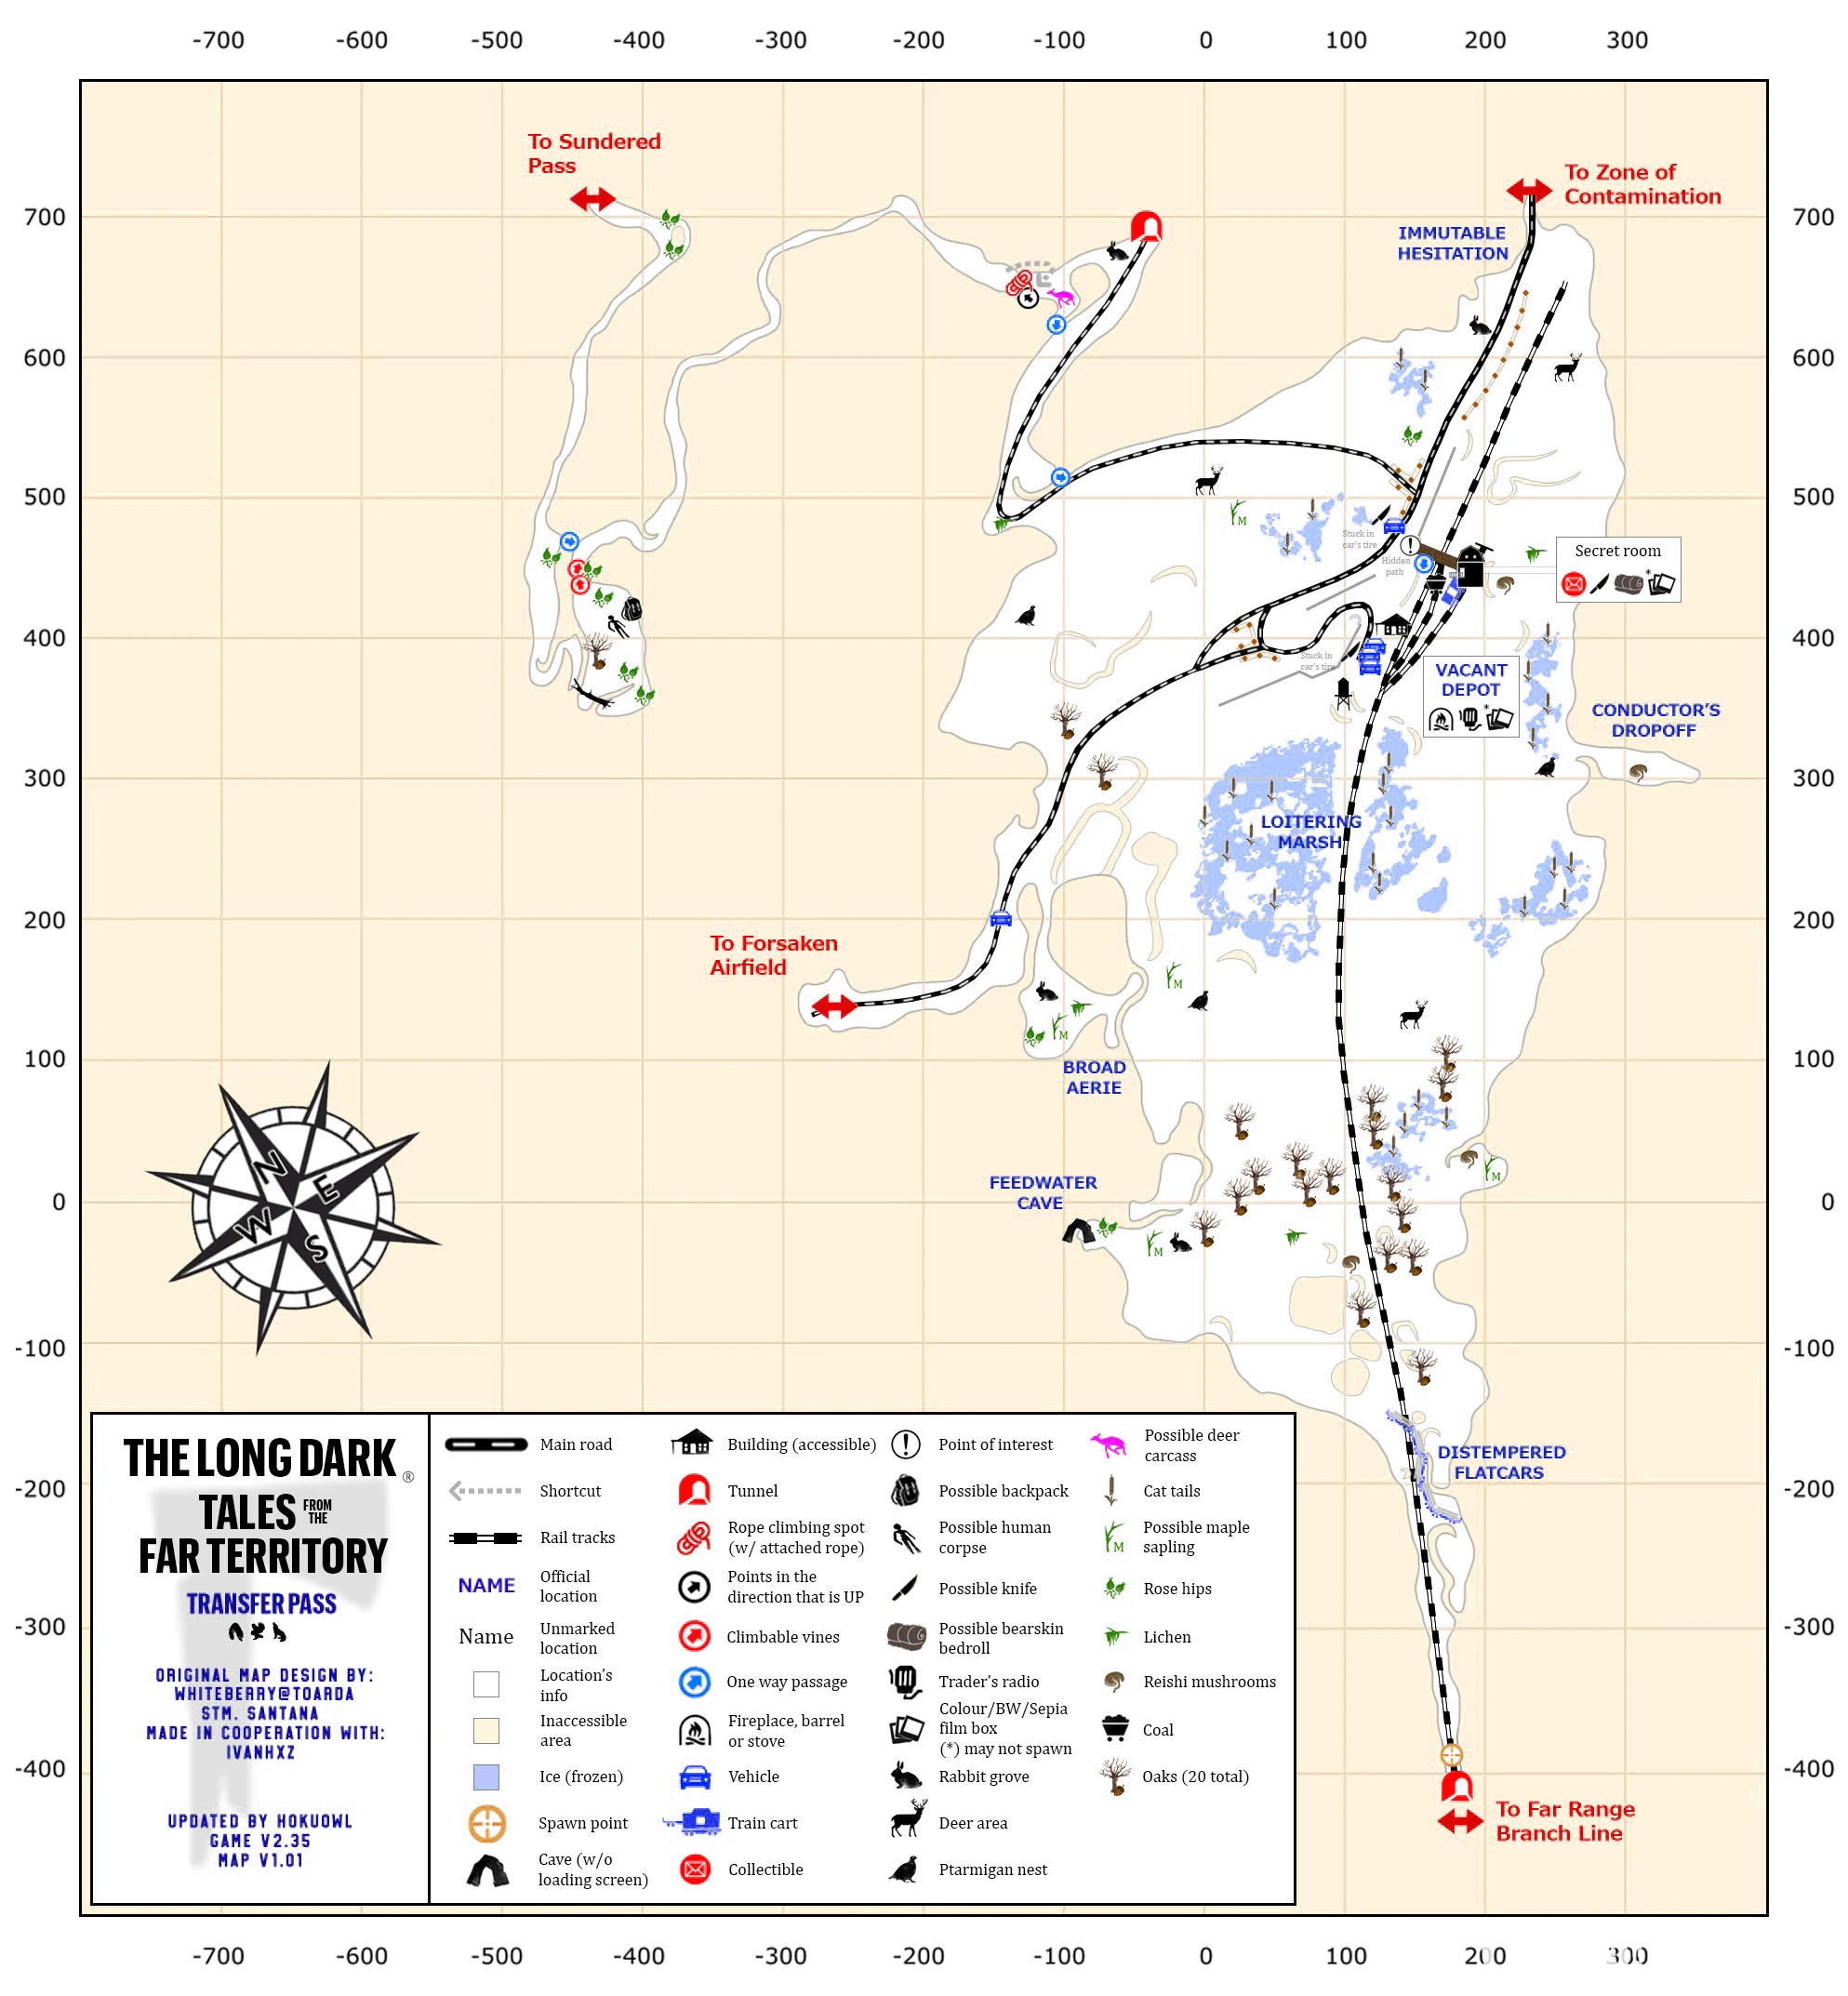 -700 -600 -500 -400 -300 -200 -100 0 100 200 300
To Sundered
Pass
To Zone of
Contamination
700 700
IMMUTABLE
HESITATION
600 600
500 500
Stuck in
car's tire
Hidden
path
Secret room
*
400 400
Stuck in
car's tire
VACANT
DEPOT
*
CONDUCTOR'S
DROPOFF
300 300
LOITERING
MARSH
200 200
To Forsaken
Airfield
M
M
100 100
BROAD
AERIE
N
E
W
S
M
FEEDWATER
CAVE
0 0
M
M
-100 -100
THE LONG DARK®
TALES FROM
THE
FAR TERRITORY
TRANSFER PASS
ORIGINAL MAP DESIGN BY:
WHITEBERRY@TOARDA
STM. SANTANA
MADE IN COOPERATION WITH:
IVANHXZ
UPDATED BY HOKUOWL
GAME V2.35
MAP V1.01
Main road
Shortcut
Rail tracks
NAME Official
location
Name Unmarked
location
Location's
info
Inaccessible
area
Ice (frozen)
Spawn point
Cave (w/o
loading screen)
Building (accessible)
Tunnel
Rope climbing spot
(w/ attached rope)
Points in the
direction that is UP
Climbable vines
One way passage
Fireplace, barrel
or stove
Vehicle
Train cart
Collectible
Point of interest
Possible backpack
Possible human
corpse
Possible knife
Possible bearskin
bedroll
Trader's radio
Colour/BW/Sepia
film box
(*) may not spawn
Rabbit grove
Deer area
Ptarmigan nest
Possible deer
carcass
Cat tails
M Possible maple
sapling
Rose hips
Lichen
Reishi mushrooms
Coal
Oaks (20 total)
DISTEMPERED
FLATCARS
-200 -200
-300 -300
-400 -400
To Far Range
Branch Line
-700 -600 -500 -400 -300 -200 -100 0 100 200 300